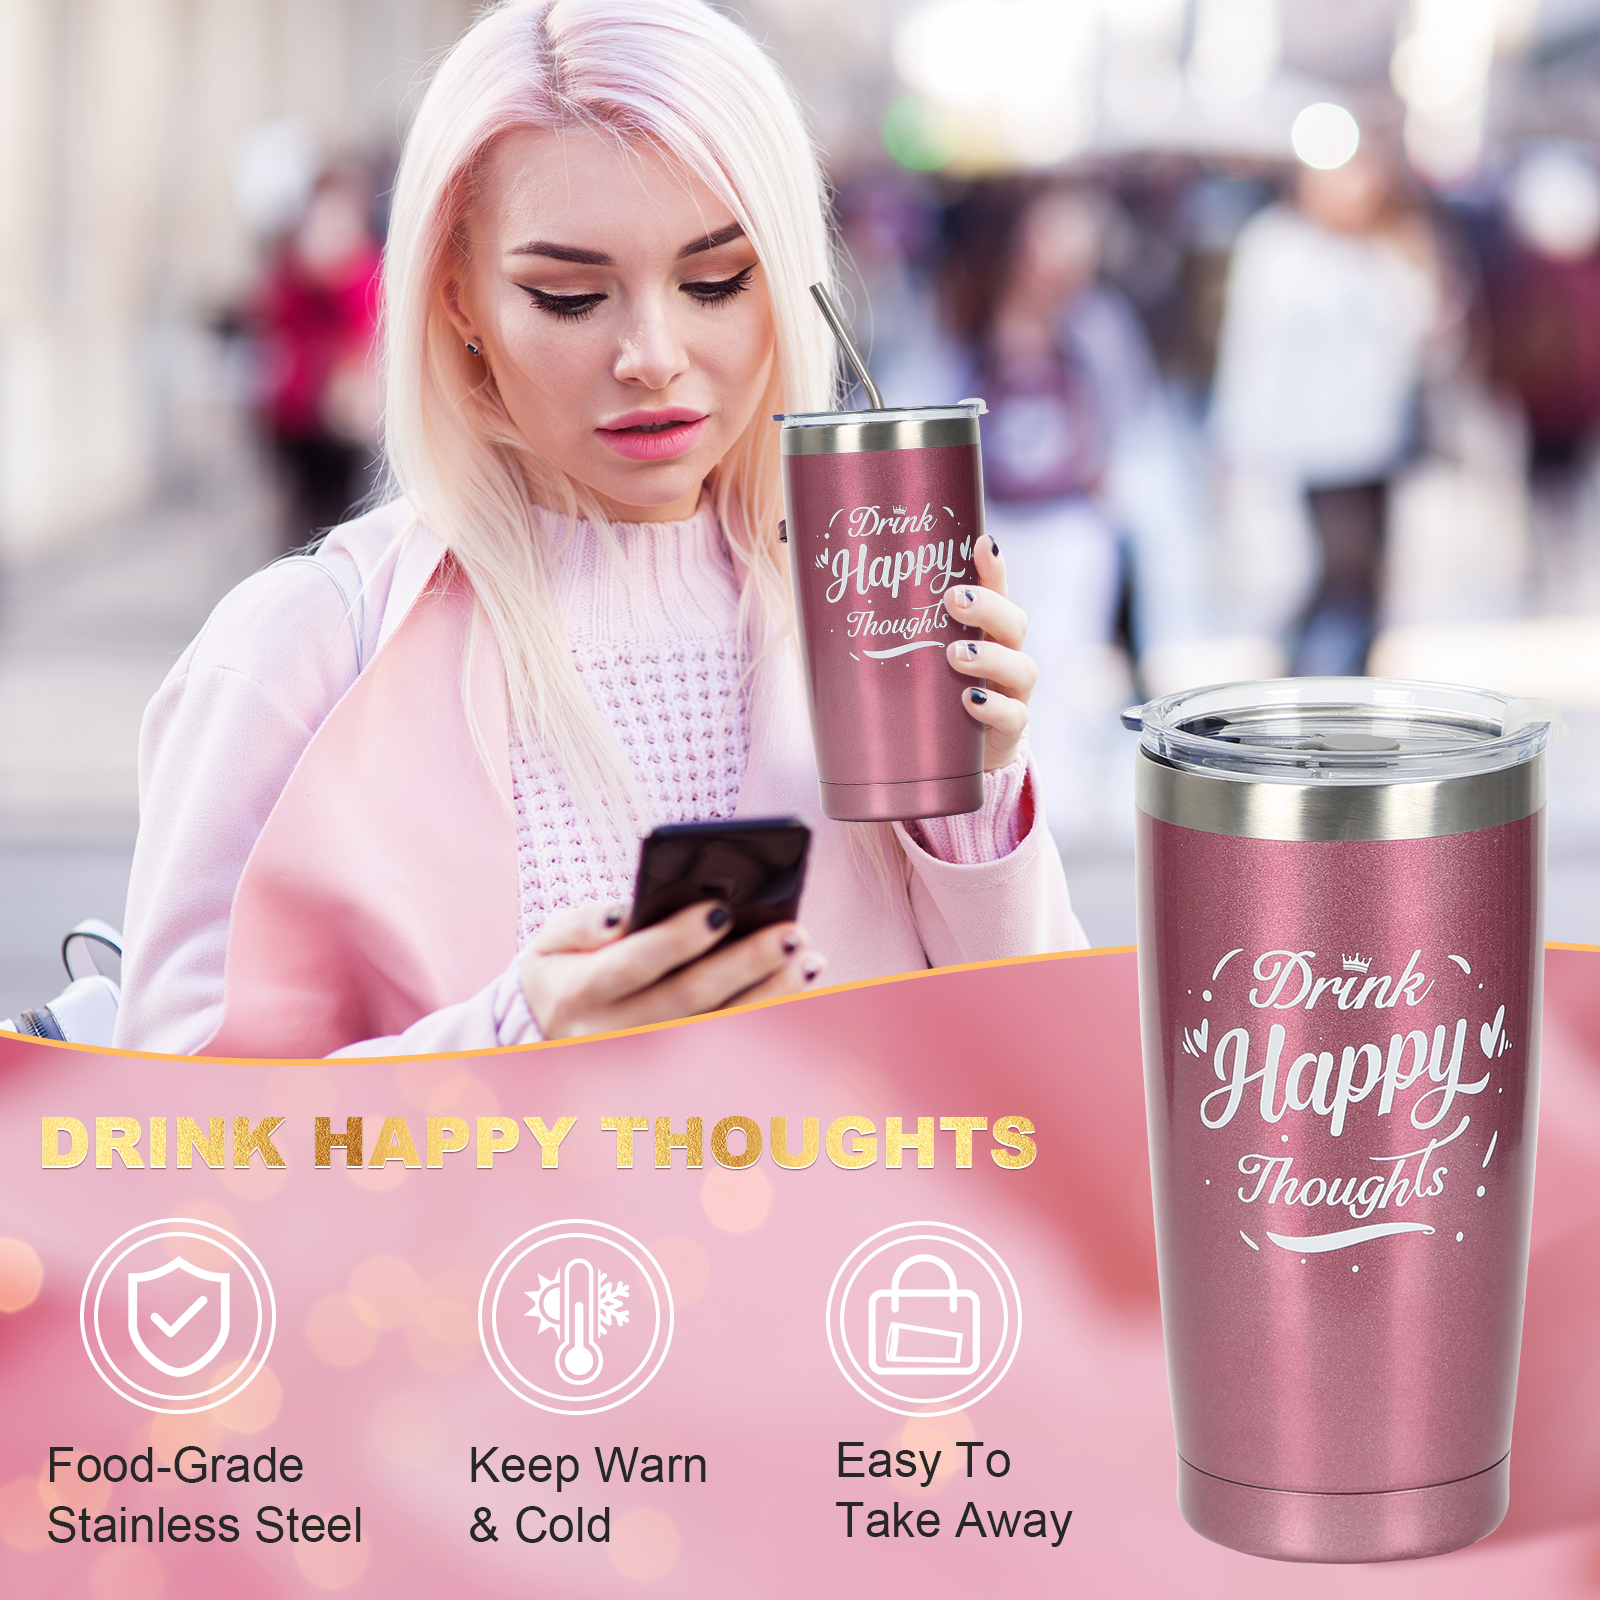 Drink
Happy
Thoughts
Drink
Happy
Thoughts
DRINK HAPPY THOUGHTS
Food-Grade
Stainless Steel
Keep Warn
& Cold
Easy To
Take Away